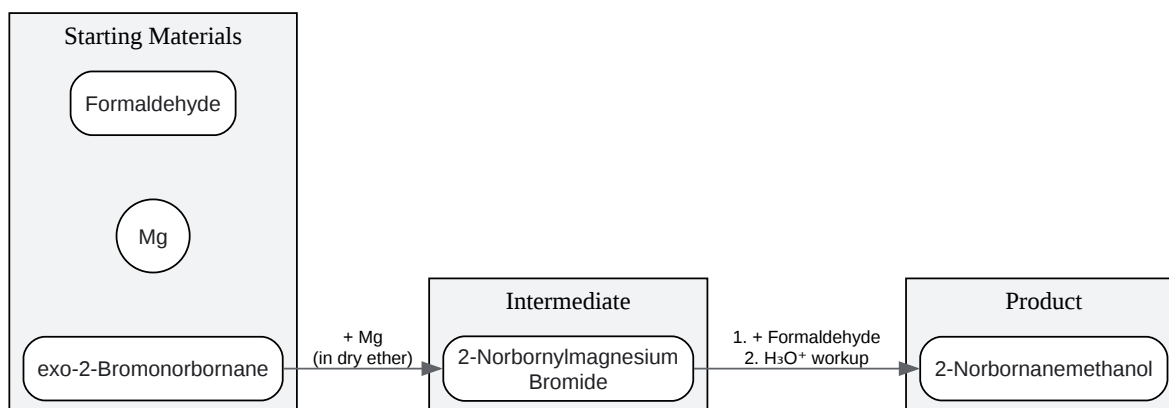 Starting Materials
Formaldehyde
Mg
exo-2-Bromonorbornane
+ Mg
(in dry ether)
Intermediate
2-Norbornylmagnesium
Bromide
1. + Formaldehyde
2. H₃O⁺ workup
Product
2-Norbornanemethanol